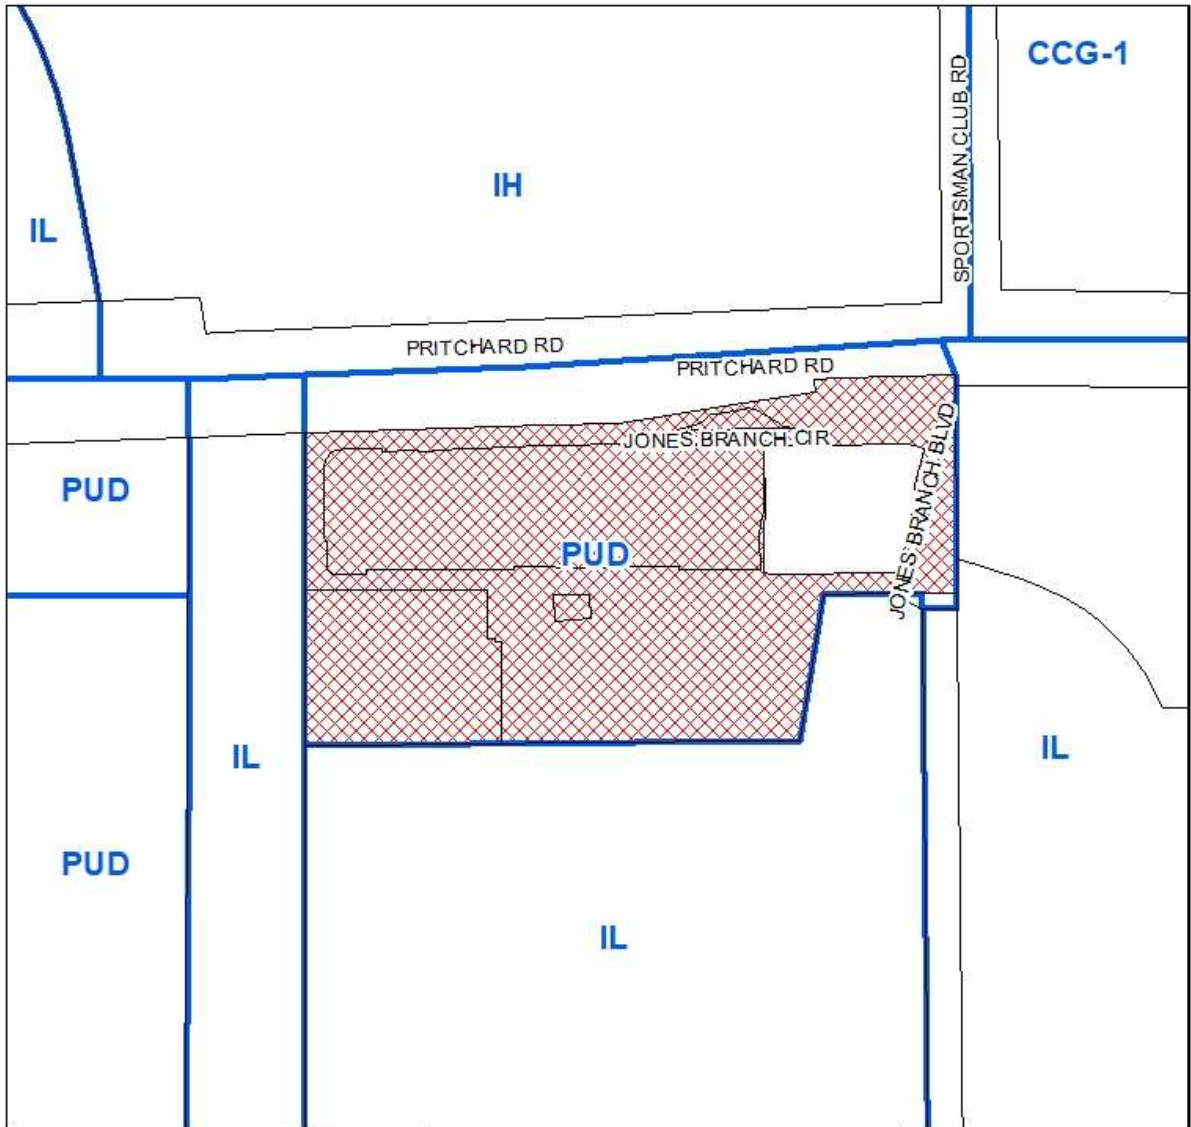 CCG-1
SPORTSMAN CLUB RD
IH
IL
PRITCHARD RD
PRITCHARD RD
JONES BRANCH CIR
JONES BRANCH BLVD
PUD
PUD
IL
IL
PUD
IL